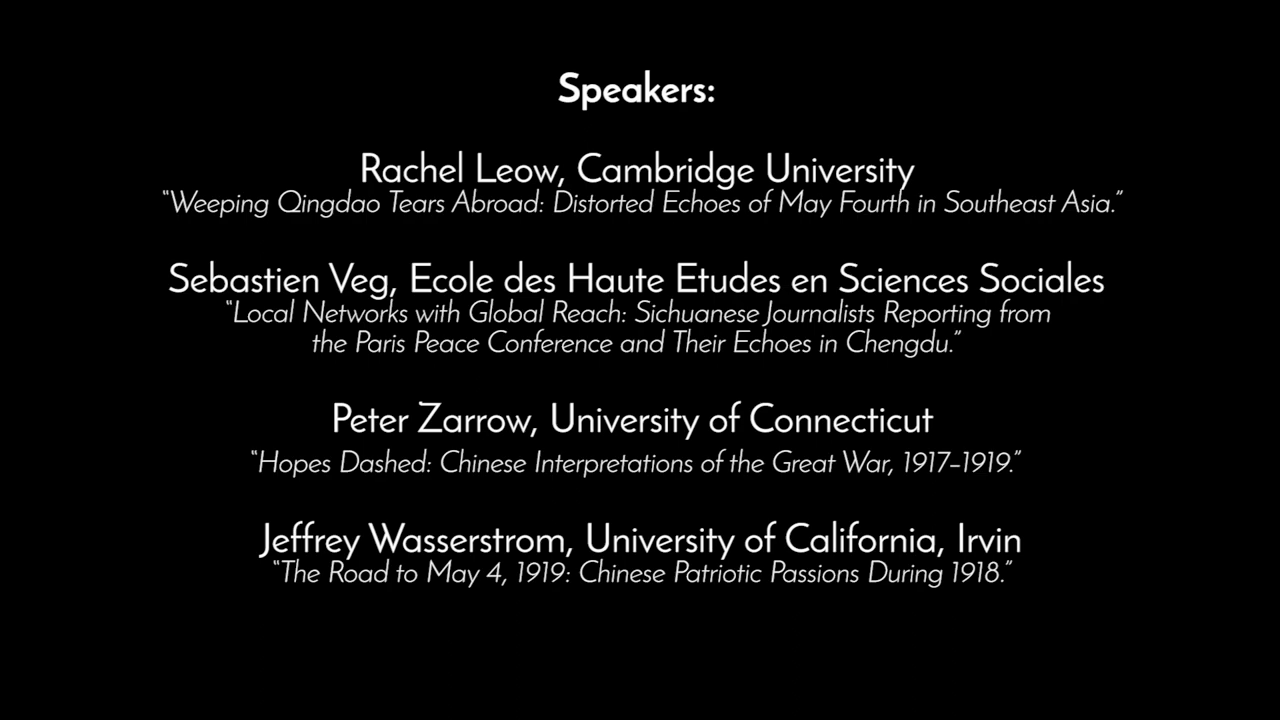 Speakers:
Rachel Leow, Cambridge University
“Weeping Qingdao Tears Abroad: Distorted Echoes of May Fourth in Southeast Asia.”
Sebastien Veg, Ecole des Haute Etudes en Sciences Sociales
“Local Networks with Global Reach: Sichuanese Journalists Reporting from
the Paris Peace Conference and Their Echoes in Chengdu.”
Peter Zarrow, University of Connecticut
“Hopes Dashed: Chinese Interpretations of the Great War, 1917–1919.”
Jeffrey Wasserstrom, University of California, Irvin
“The Road to May 4, 1919: Chinese Patriotic Passions During 1918.”